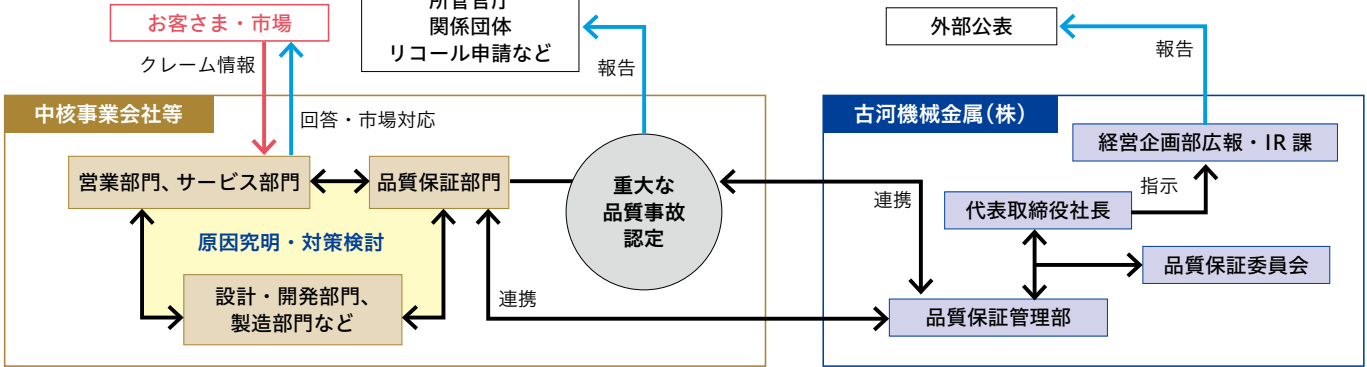 お客さま・市場
クレーム情報
回答・市場対応
所管官庁
関係団体
リコール申請など
報告
外部公表
報告
中核事業会社等
営業部門、サービス部門
品質保証部門
原因究明・対策検討
設計・開発部門、
製造部門など
重大な
品質事故
認定
連携
連携
古河機械金属(株)
経営企画部広報・IR 課
指示
代表取締役社長
品質保証委員会
品質保証管理部